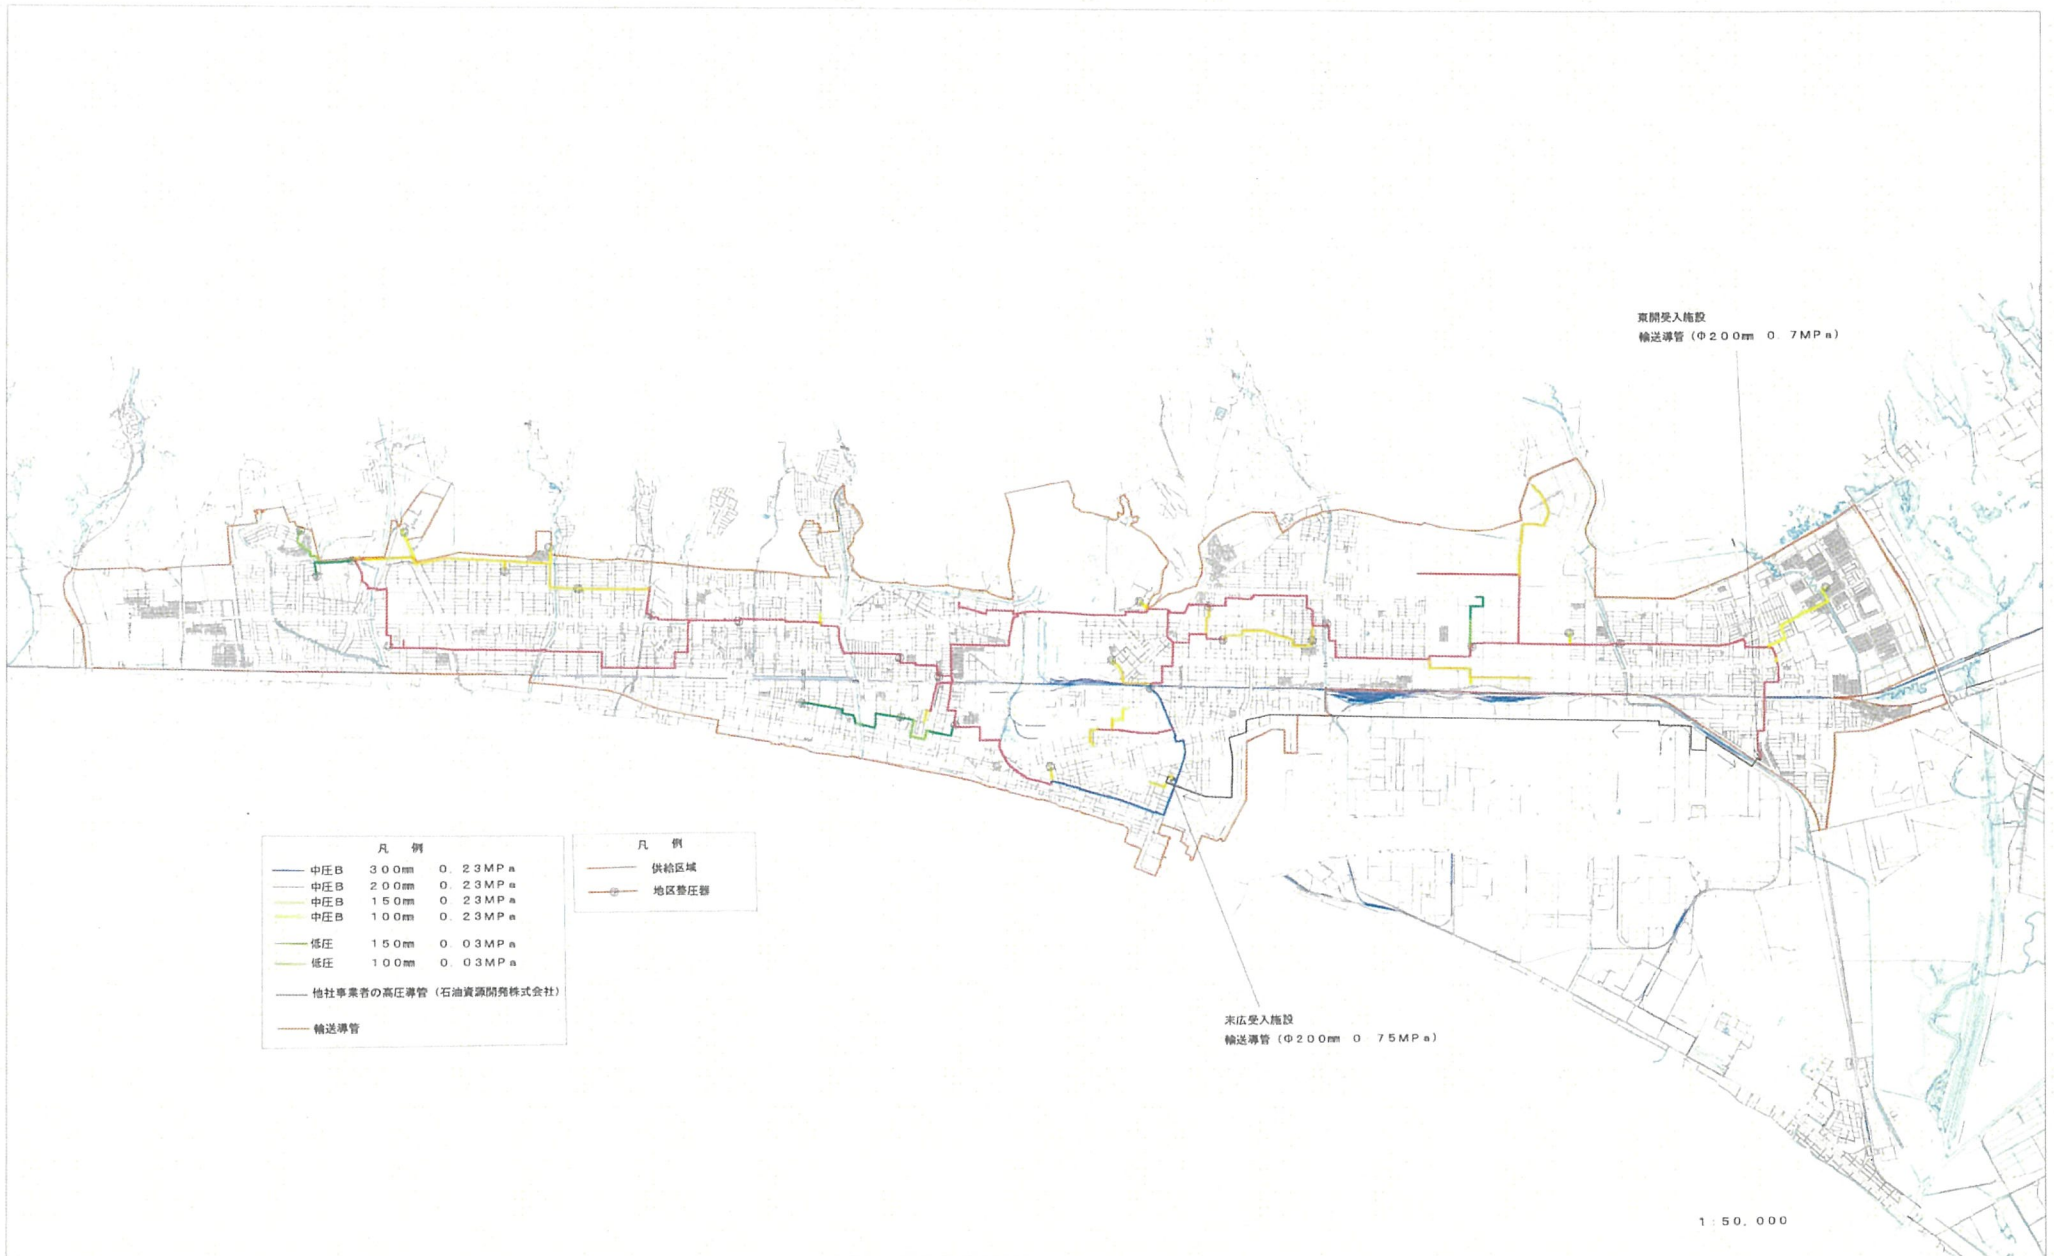 東開受入施設
輸送導管（Φ200㎜ 0.7MPa）
凡 例
中圧B 300㎜ 0.23MPa
中圧B 200㎜ 0.23MPa
中圧B 150㎜ 0.23MPa
中圧B 100㎜ 0.23MPa
低圧 150㎜ 0.03MPa
低圧 100㎜ 0.03MPa
他社事業者の高圧導管（石油資源開発株式会社）
輸送導管
凡 例
供給区域
地区整圧器
末広受入施設
輸送導管（Φ200㎜ 0.75MPa）
1:50,000